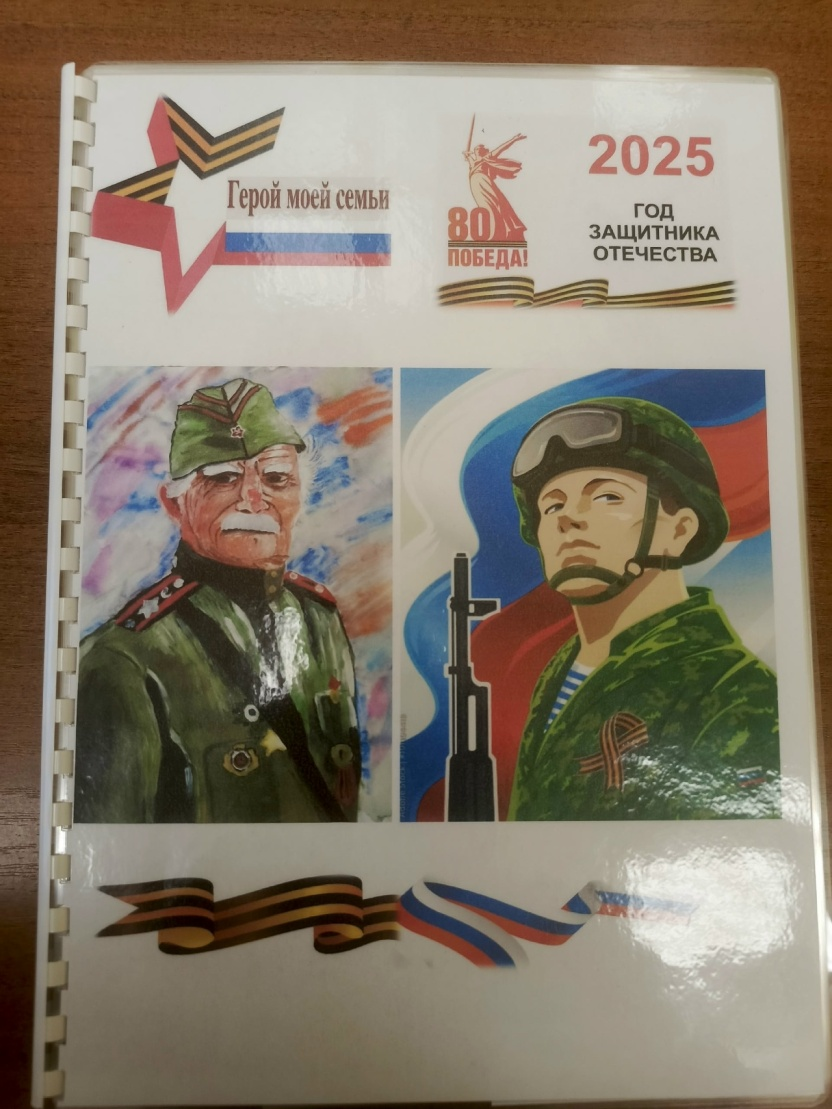 Герой моей семьи
80
ПОБЕДА!
2025
ГОД
ЗАЩИТНИКА
ОТЕЧЕСТВА